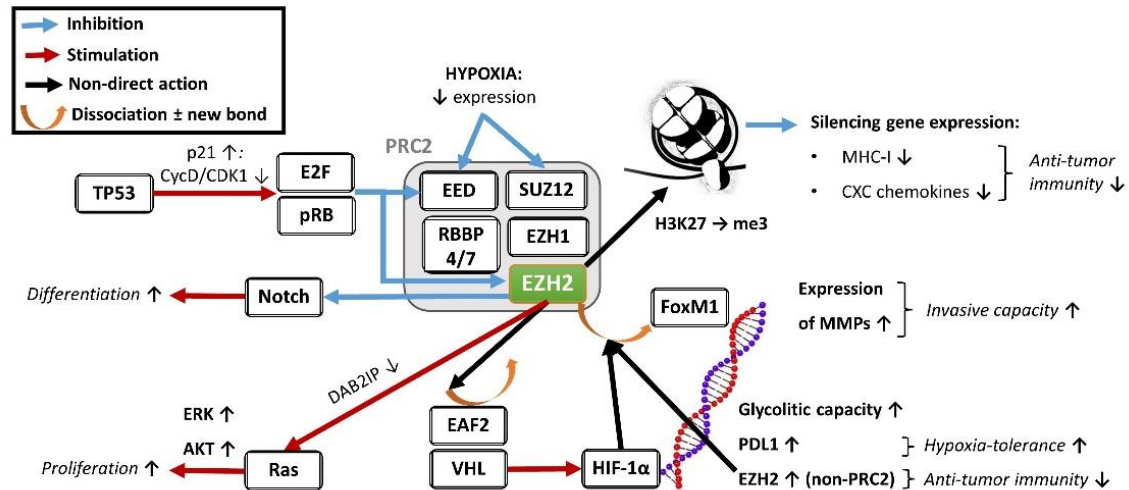 Inhibition
Stimulation
Non-direct action
Dissociation ± new bond
HYPOXIA:
↓ expression
PRC2
p21 ↑:
CycD/CDK1 ↓
TP53
E2F
pRB
EED
SUZ12
RBBP
4/7
EZH1
EZH2
H3K27 → me3
Silencing gene expression:
• MHC-I ↓
• CXC chemokines ↓
Anti-tumor
immunity ↓
Differentiation ↑
Notch
FoxM1
Expression
of MMPs ↑
Invasive capacity ↑
DAB2IP ↓
ERK ↑
AKT ↑
Proliferation ↑
Ras
EAF2
VHL
HIF-1α
Glycolitic capacity ↑
PDL1 ↑
Hypoxia-tolerance ↑
EZH2 ↑ (non-PRC2)
Anti-tumor immunity ↓